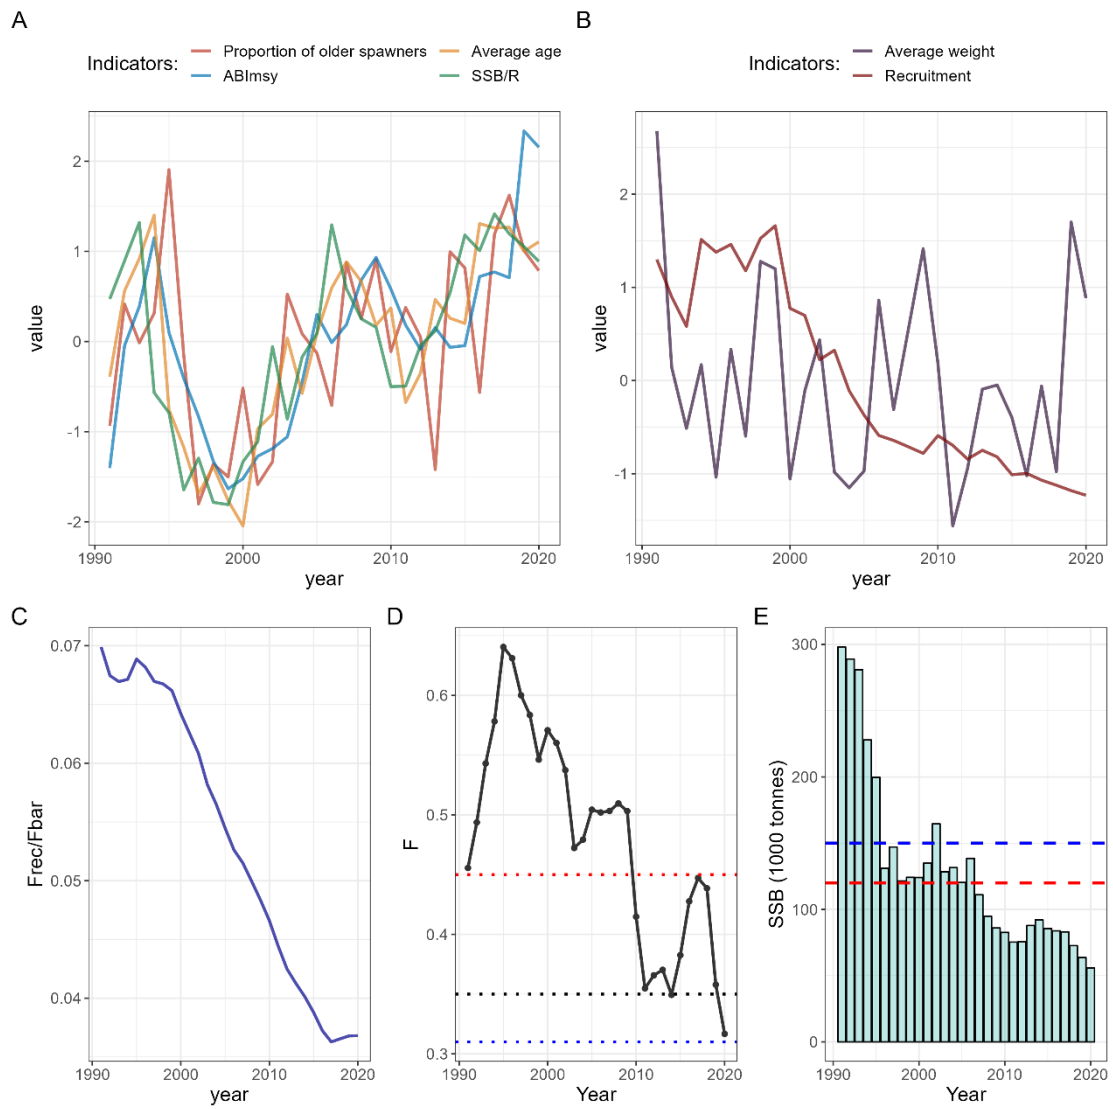 A
Indicators:
Proportion of older spawners
Average age
ABImsy
SSB/R
value
2
1
0
-1
-2
1990
2000
2010
2020
year
B
Indicators:
Average weight
Recruitment
value
2
1
0
-1
1990
2000
2010
2020
year
C
Frec/Fbar
0.07
0.06
0.05
0.04
1990
2000
2010
2020
year
D
F
0.6
0.5
0.4
0.3
1990
2000
2010
2020
Year
E
SSB (1000 tonnes)
300
200
100
0
1990
2000
2010
2020
Year